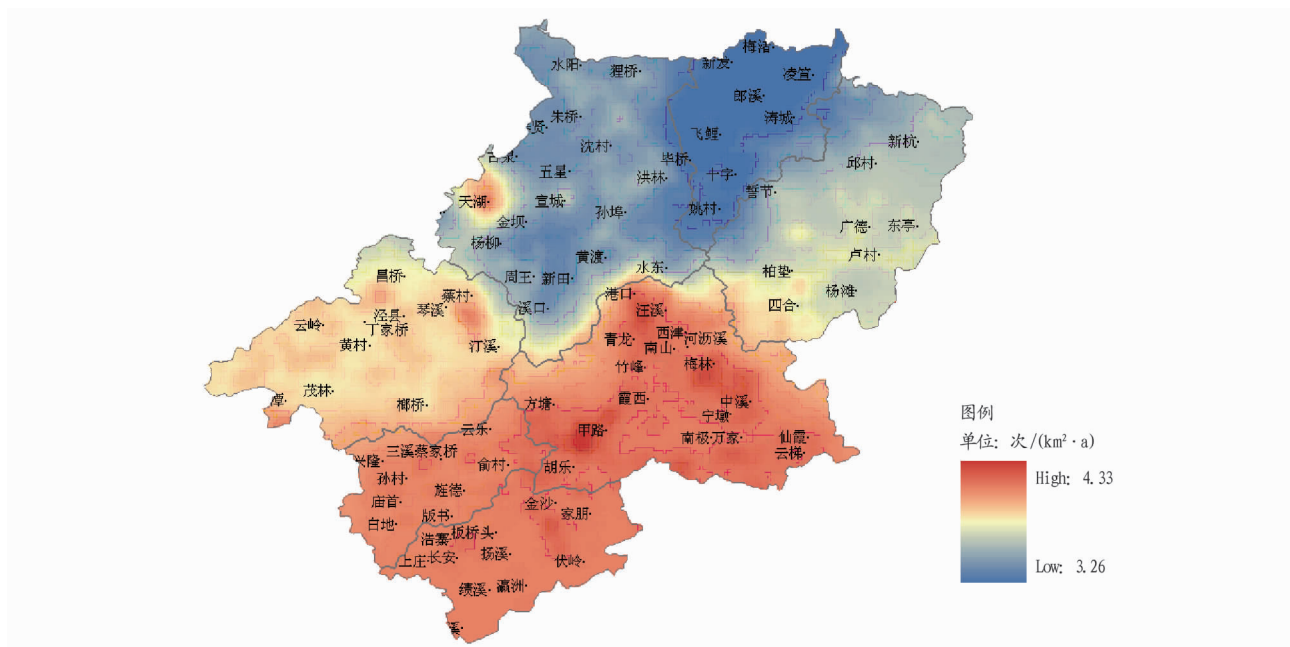 梅渚
新发
水阳
狸桥
凌笪
郎溪
朱桥
涛城
贤
飞鲤
新杭
沈村
毕桥
邱村
五星
洪林
十字
誓节
天湖
宣城
孙埠
姚村
金坝
广德
东亭
杨柳
黄渡
卢村
水东
柏垫
昌桥
周王
新田
蔡村
港口
杨滩
琴溪
溪口
四合
汪溪
泾县
云岭
丁家桥
西津
青龙
河沥溪
黄村
汀溪
南山
竹峰
梅林
茂林
霞西
潭
榔桥
方塘
中溪
宁墩
云乐
甲路
南极
万家
仙霞
三溪
蔡家桥
云梯
兴隆
俞村
胡乐
孙村
旌德
庙首
金沙
版书
家朋
白地
板桥头
浩寨
上庄
长安
扬溪
伏岭
绩溪
瀛洲
溪
图例
单位: 次/(km²·a)
High: 4.33
Low: 3.26